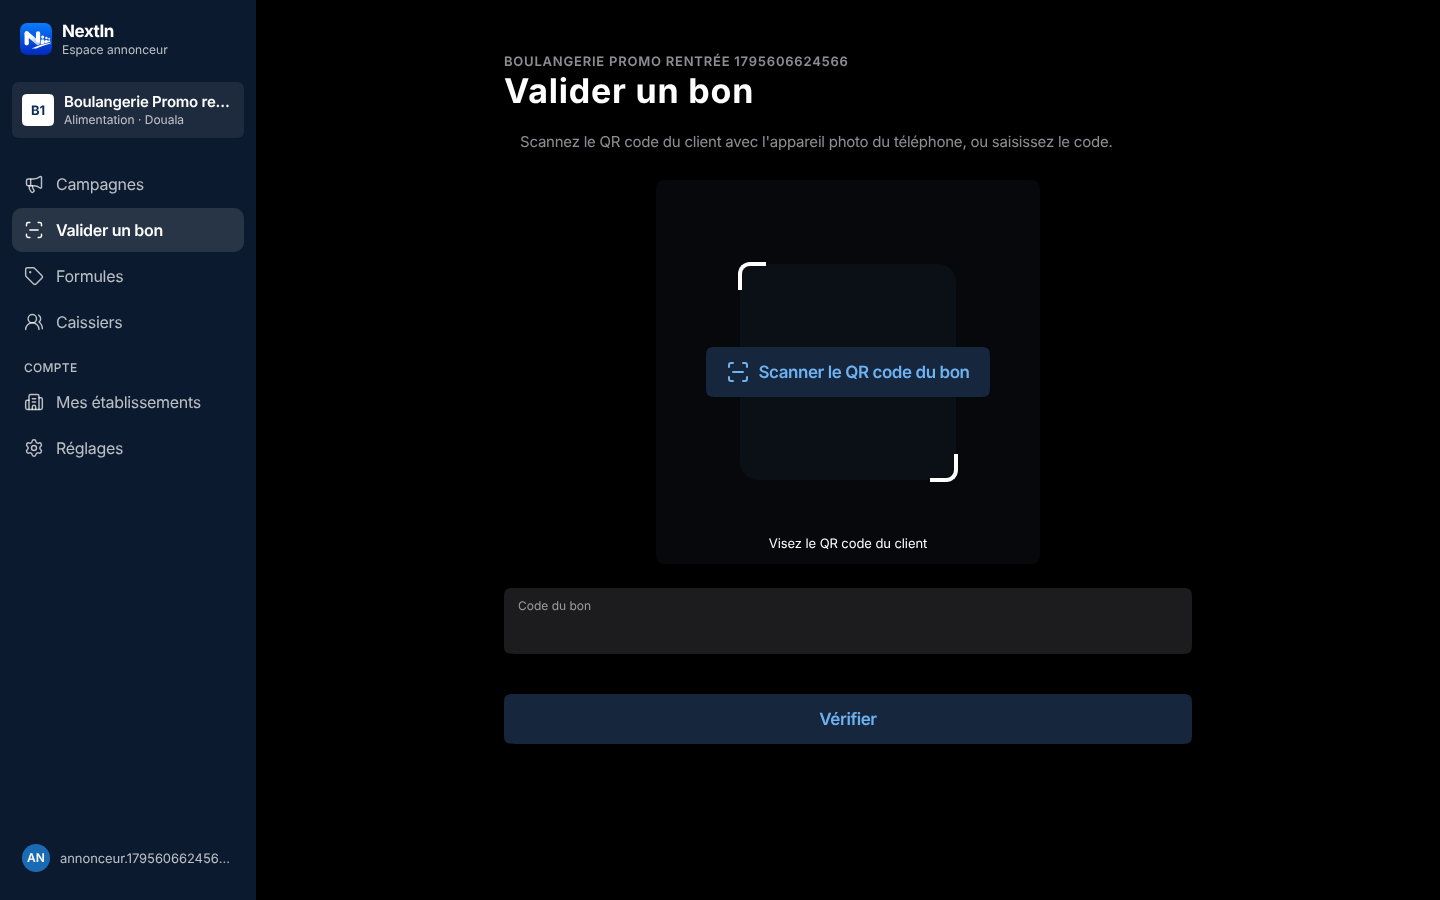 NextIn
Espace annonceur
B1
Boulangerie Promo re...
Alimentation · Douala
Campagnes
Valider un bon
Formules
Caissiers
COMPTE
Mes établissements
Réglages
AN
annonceur.179560662456...
BOULANGERIE PROMO RENTRÉE 1795606624566
Valider un bon
Scannez le QR code du client avec l'appareil photo du téléphone, ou saisissez le code.
Scanner le QR code du bon
Visez le QR code du client
Code du bon
Vérifier